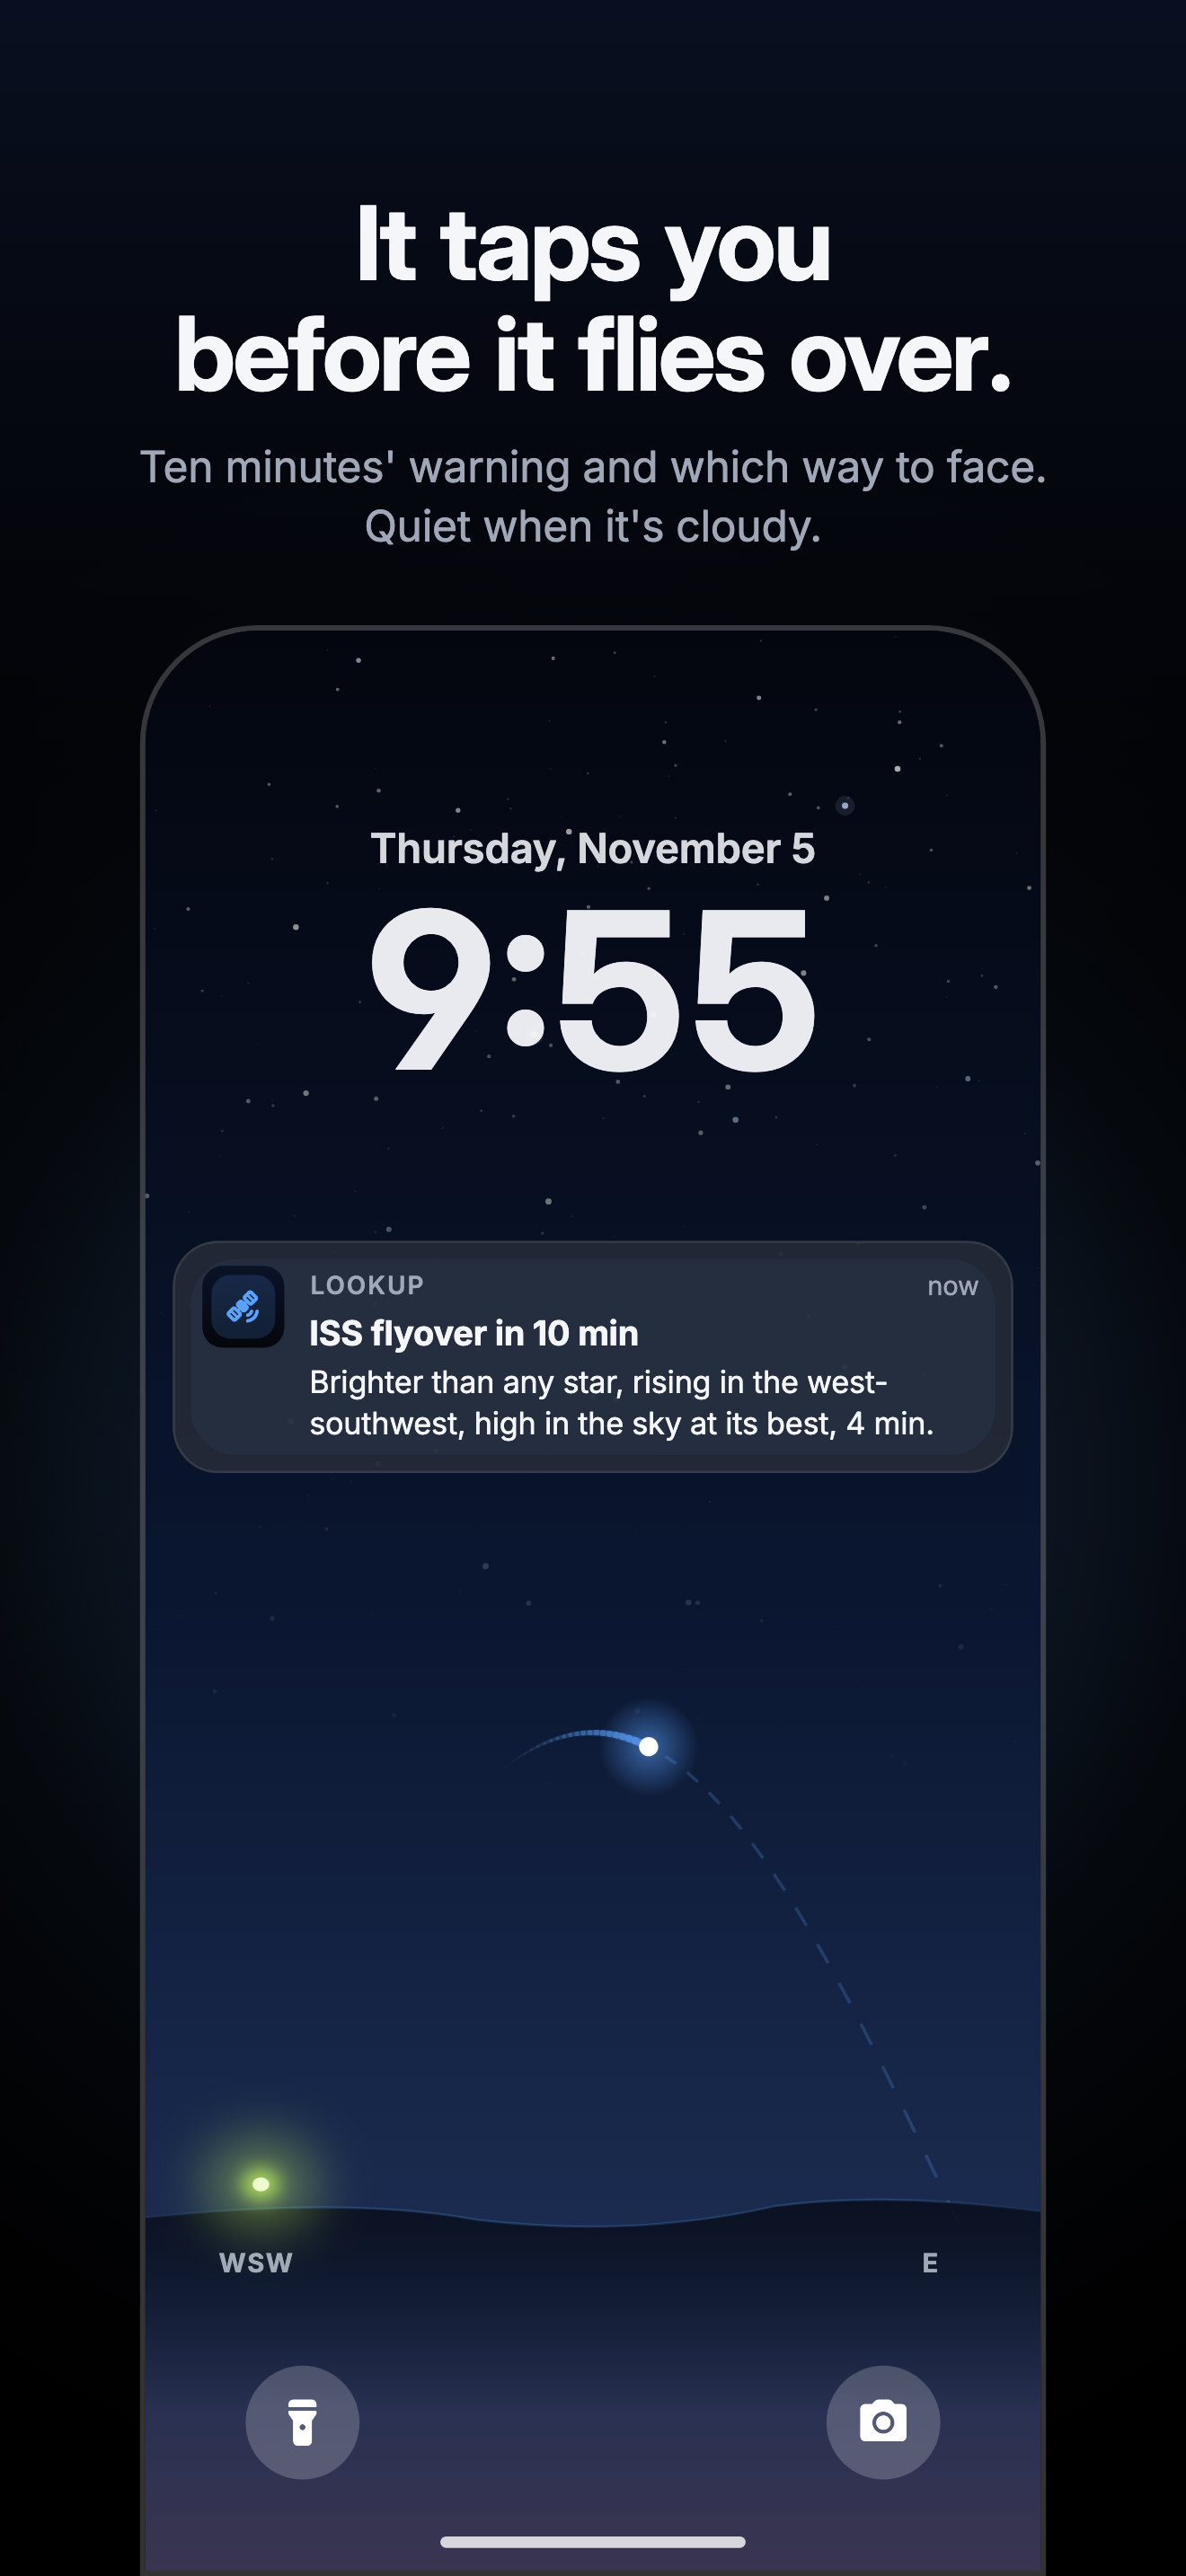 It taps you
before it flies over.
Ten minutes' warning and which way to face.
Quiet when it's cloudy.
Thursday, November 5
9:55
LOOKUP
now
ISS flyover in 10 min
Brighter than any star, rising in the west-
southwest, high in the sky at its best, 4 min.
WSW
E